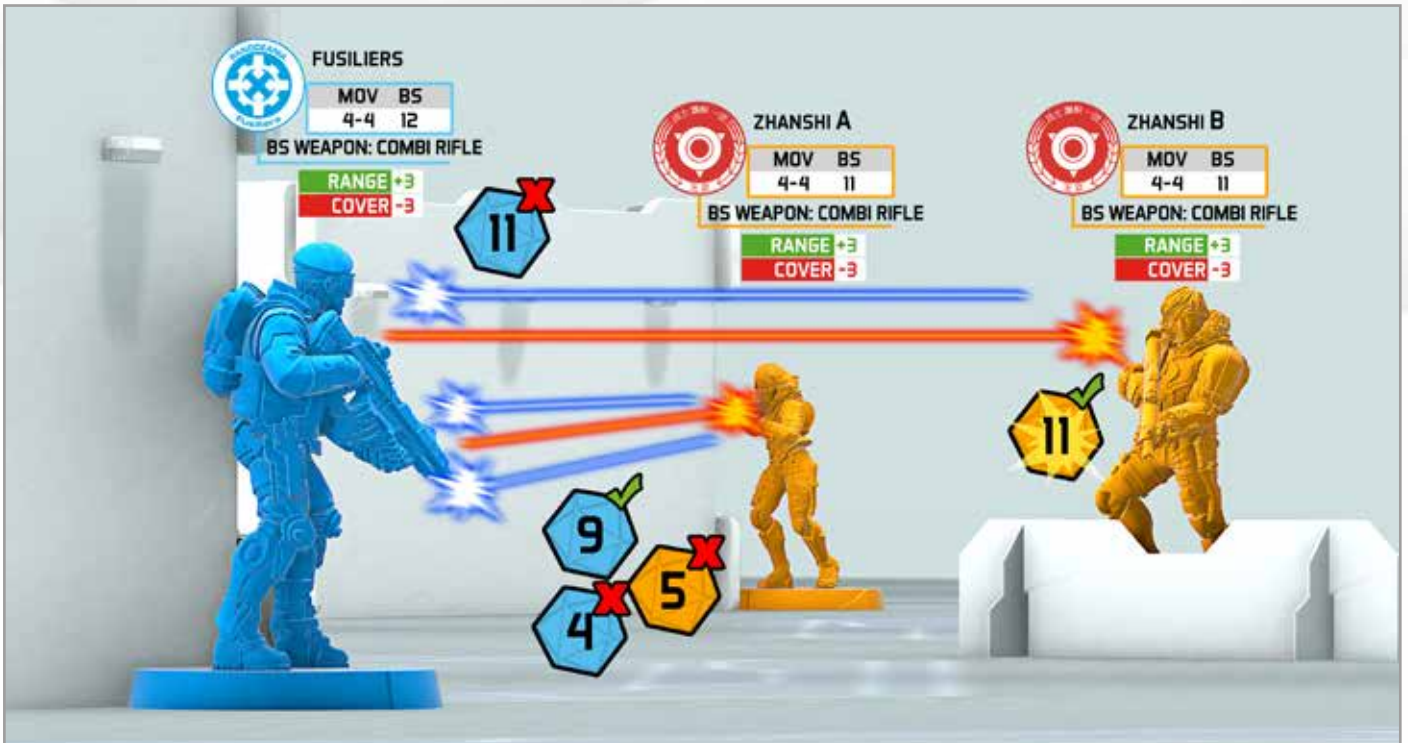 PANOCEANIA
Fusiliers
FUSILIERS
MOV BS
4-4 12
BS WEAPON: COMBI RIFLE
RANGE +3
COVER -3
11
ZHANSHI A
MOV BS
4-4 11
BS WEAPON: COMBI RIFLE
RANGE +3
COVER -3
ZHANSHI B
MOV BS
4-4 11
BS WEAPON: COMBI RIFLE
RANGE +3
COVER -3
11
9
5
4